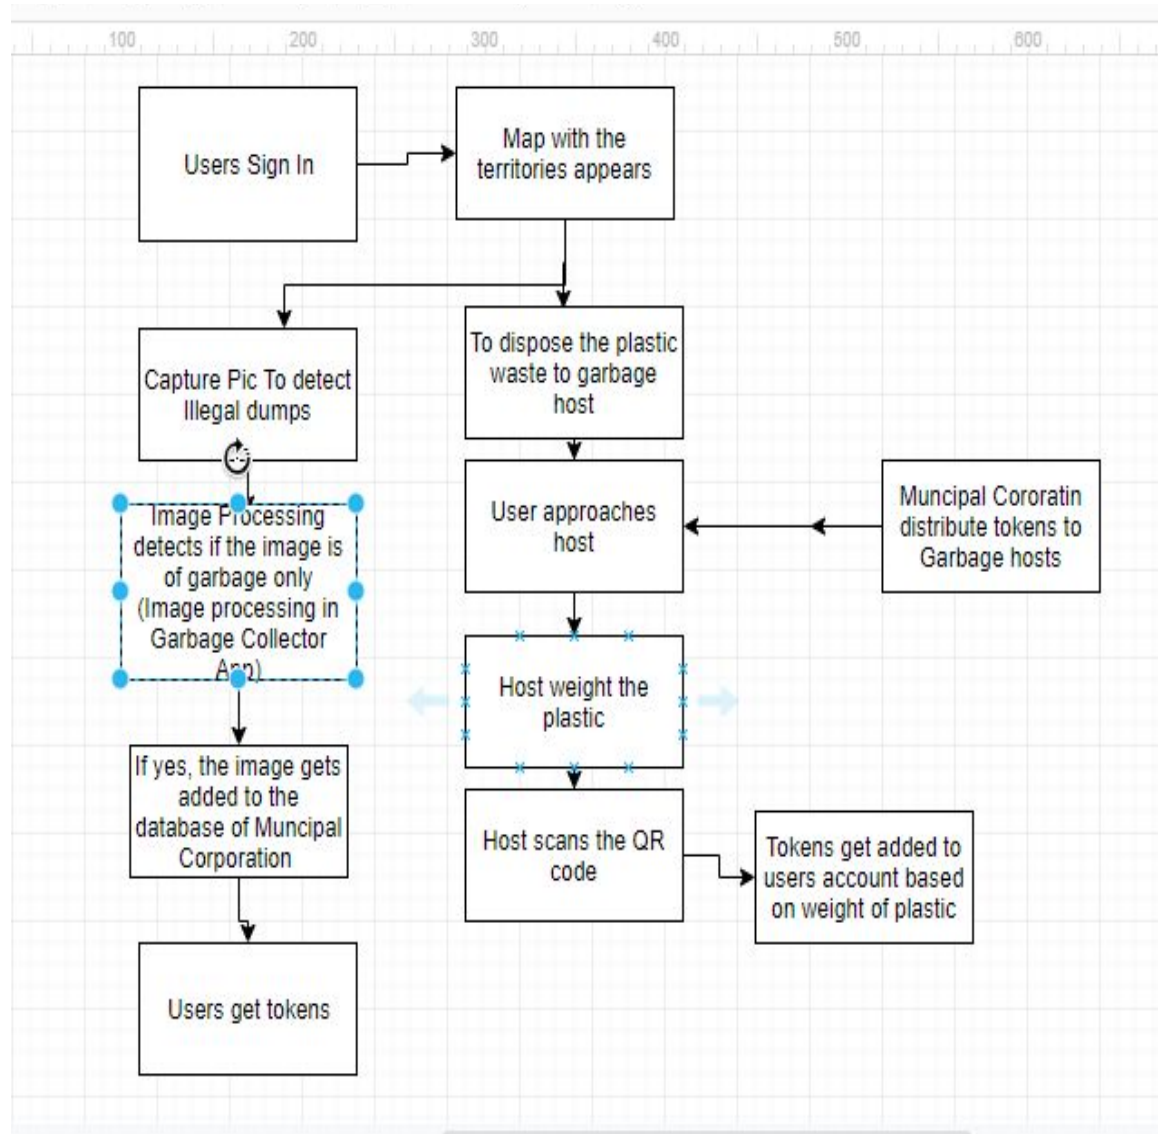 100 200 300 400 500 600
Users Sign In
Map with the
territories appears
Capture Pic To detect
Illegal dumps
To dispose the plastic
waste to garbage
host
Image Processing
detects if the image is
of garbage only
(Image processing in
Garbage Collector
App)
User approaches
host
Muncipal Cororatin
distribute tokens to
Garbage hosts
Host weight the
plastic
If yes, the image gets
added to the
database of Muncipal
Corporation
Host scans the QR
code
Tokens get added to
users account based
on weight of plastic
Users get tokens